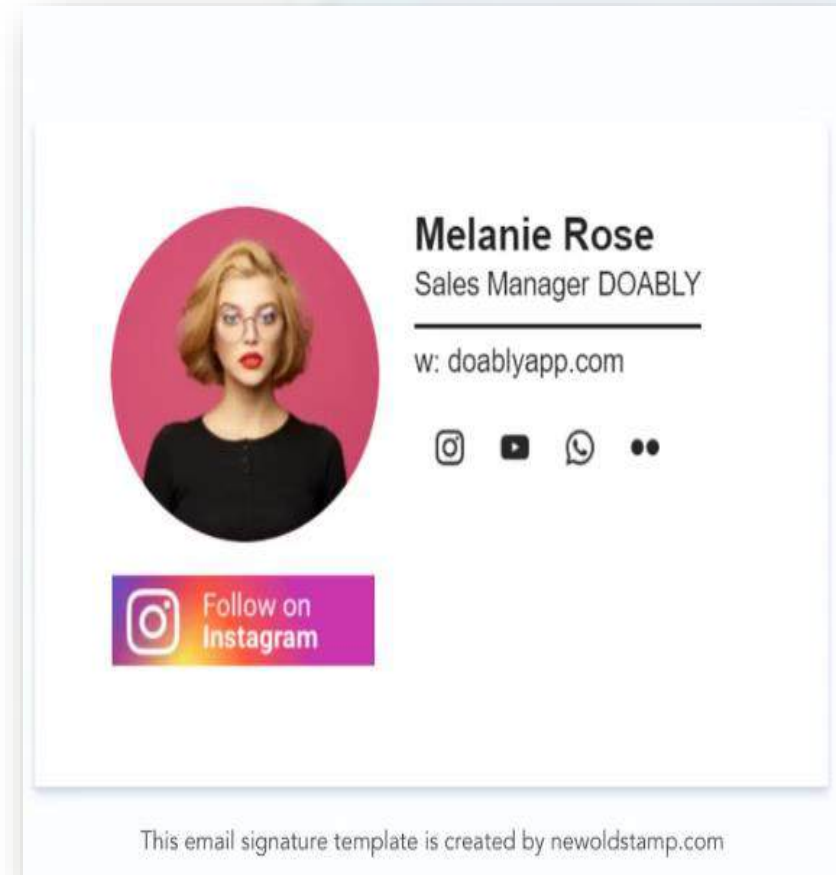 Melanie Rose
Sales Manager DOABLY
w: doablyapp.com
Follow on
Instagram
This email signature template is created by newoldstamp.com